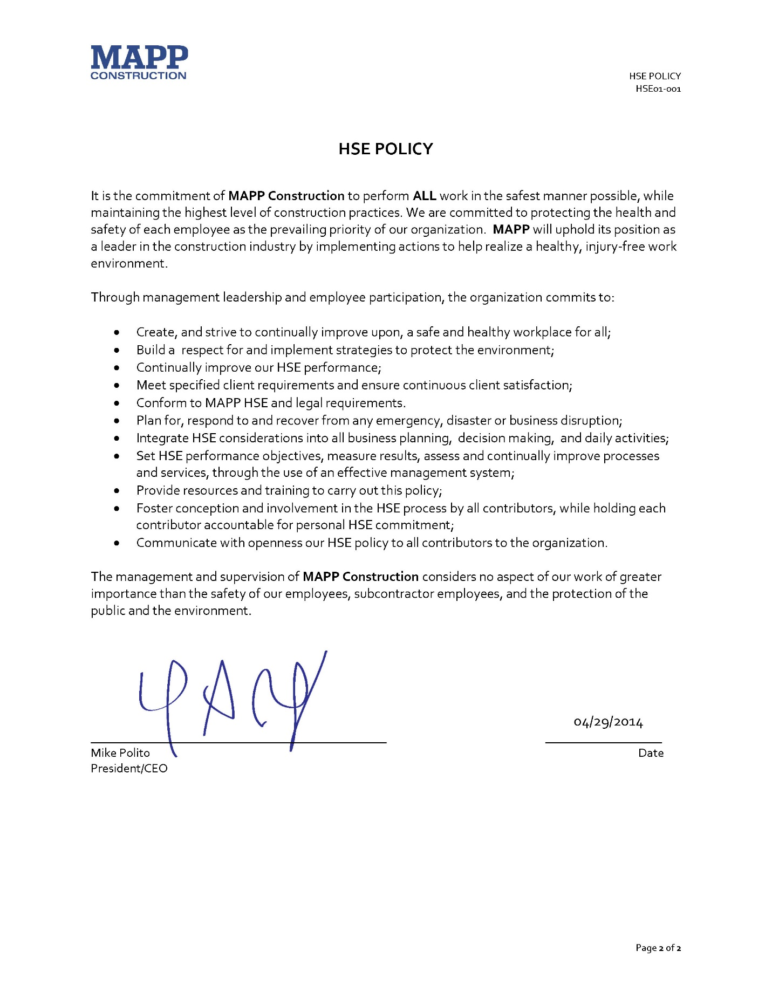 MAPP
CONSTRUCTION
HSE POLICY
HSE01-001
HSE POLICY
It is the commitment of MAPP Construction to perform ALL work in the safest manner possible, while
maintaining the highest level of construction practices. We are committed to protecting the health and
safety of each employee as the prevailing priority of our organization.  MAPP will uphold its position as
a leader in the construction industry by implementing actions to help realize a healthy, injury-free work
environment.
Through management leadership and employee participation, the organization commits to:
• Create, and strive to continually improve upon, a safe and healthy workplace for all;
• Build a  respect for and implement strategies to protect the environment;
• Continually improve our HSE performance;
• Meet specified client requirements and ensure continuous client satisfaction;
• Conform to MAPP HSE and legal requirements.
• Plan for, respond to and recover from any emergency, disaster or business disruption;
• Integrate HSE considerations into all business planning,  decision making,  and daily activities;
• Set HSE performance objectives, measure results, assess and continually improve processes
and services, through the use of an effective management system;
• Provide resources and training to carry out this policy;
• Foster conception and involvement in the HSE process by all contributors, while holding each
contributor accountable for personal HSE commitment;
• Communicate with openness our HSE policy to all contributors to the organization.
The management and supervision of MAPP Construction considers no aspect of our work of greater
importance than the safety of our employees, subcontractor employees, and the protection of the
public and the environment.
04/29/2014
Mike Polito
Date
President/CEO
Page 2 of 2